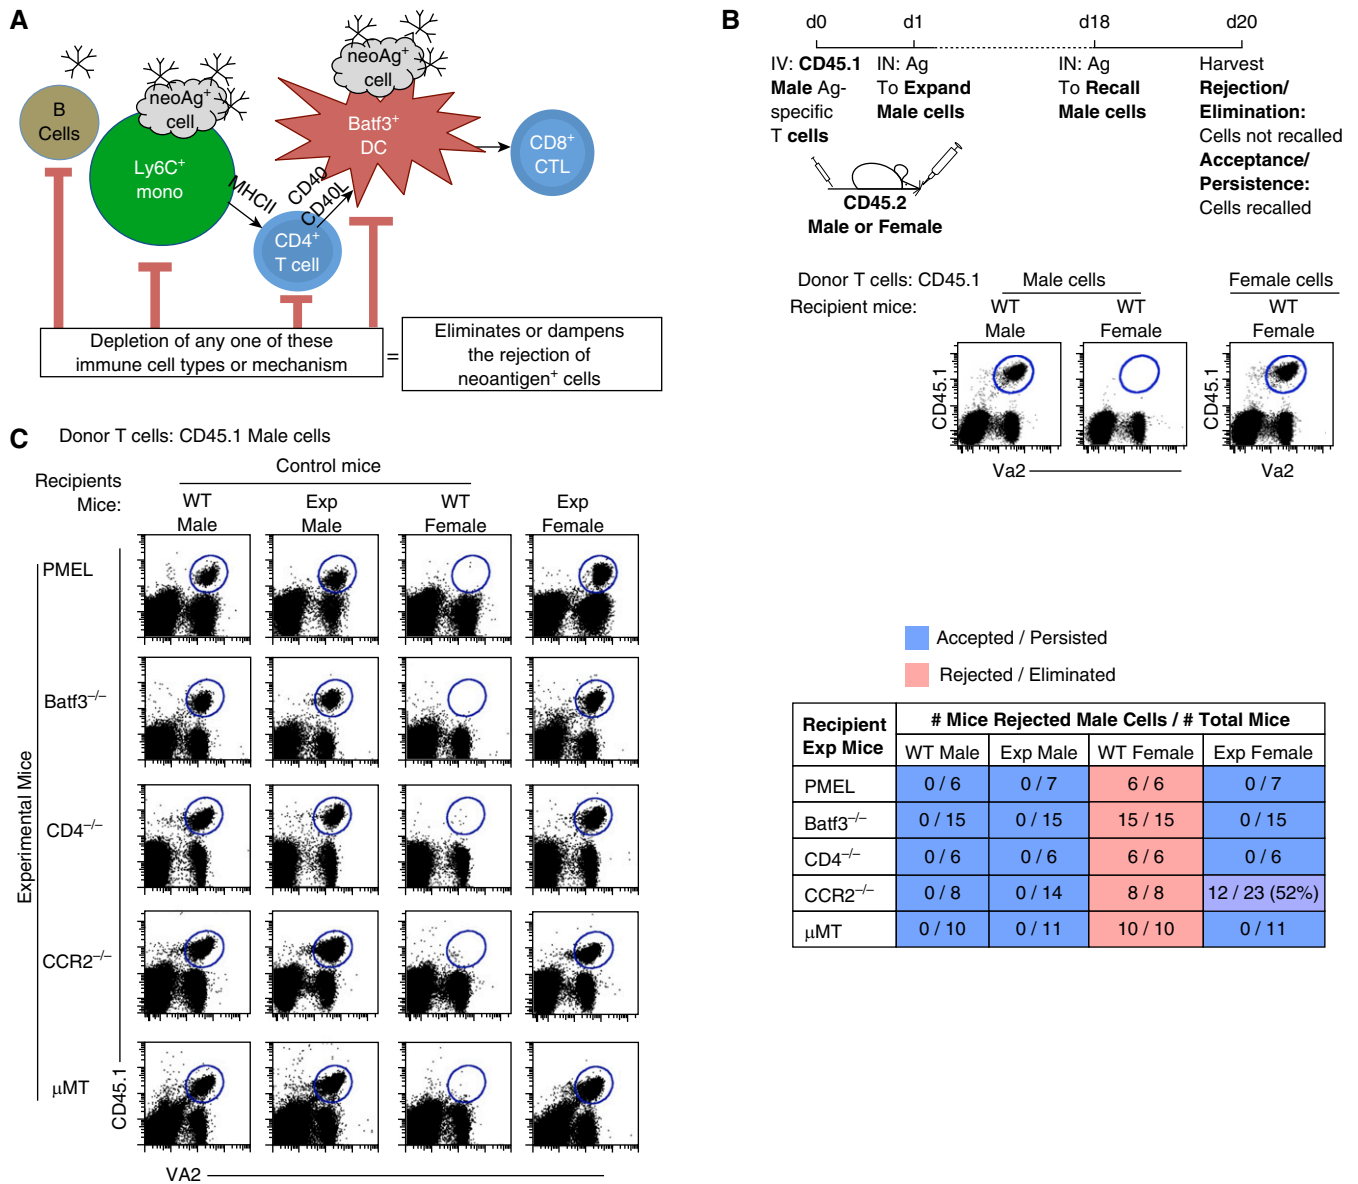 A
neoAg+
cell
B
Cells
neoAg+
cell
Ly6C+
mono
Batf3+
DC
CD8+
CTL
MHCII
CD40
CD40L
CD4+
T cell
Depletion of any one of these
immune cell types or mechanism
=
Eliminates or dampens
the rejection of
neoantigen+ cells
B
d0 d1 d18 d20
IV: CD45.1
Male Ag-
specific
T cells
IN: Ag
To Expand
Male cells
IN: Ag
To Recall
Male cells
Harvest
Rejection/
Elimination:
Cells not recalled
Acceptance/
Persistence:
Cells recalled
CD45.2
Male or Female
Donor T cells: CD45.1 Male cells Female cells
Recipient mice: WT WT WT
Male Female Female
CD45.1
CD45.1
Va2
Va2
C
Donor T cells: CD45.1 Male cells
Control mice
Recipients
Mice:
WT
Male
Exp
Male
WT
Female
Exp
Female
Experimental Mice
PMEL
Batf3–/–
CD4–/–
CCR2–/–
μMT
CD45.1
VA2
Accepted / Persisted
Rejected / Eliminated
Recipient
Exp Mice
# Mice Rejected Male Cells / # Total Mice
WT Male Exp Male WT Female Exp Female
PMEL 0 / 6 0 / 7 6 / 6 0 / 7
Batf3–/– 0 / 15 0 / 15 15 / 15 0 / 15
CD4–/– 0 / 6 0 / 6 6 / 6 0 / 6
CCR2–/– 0 / 8 0 / 14 8 / 8 12 / 23 (52%)
μMT 0 / 10 0 / 11 10 / 10 0 / 11